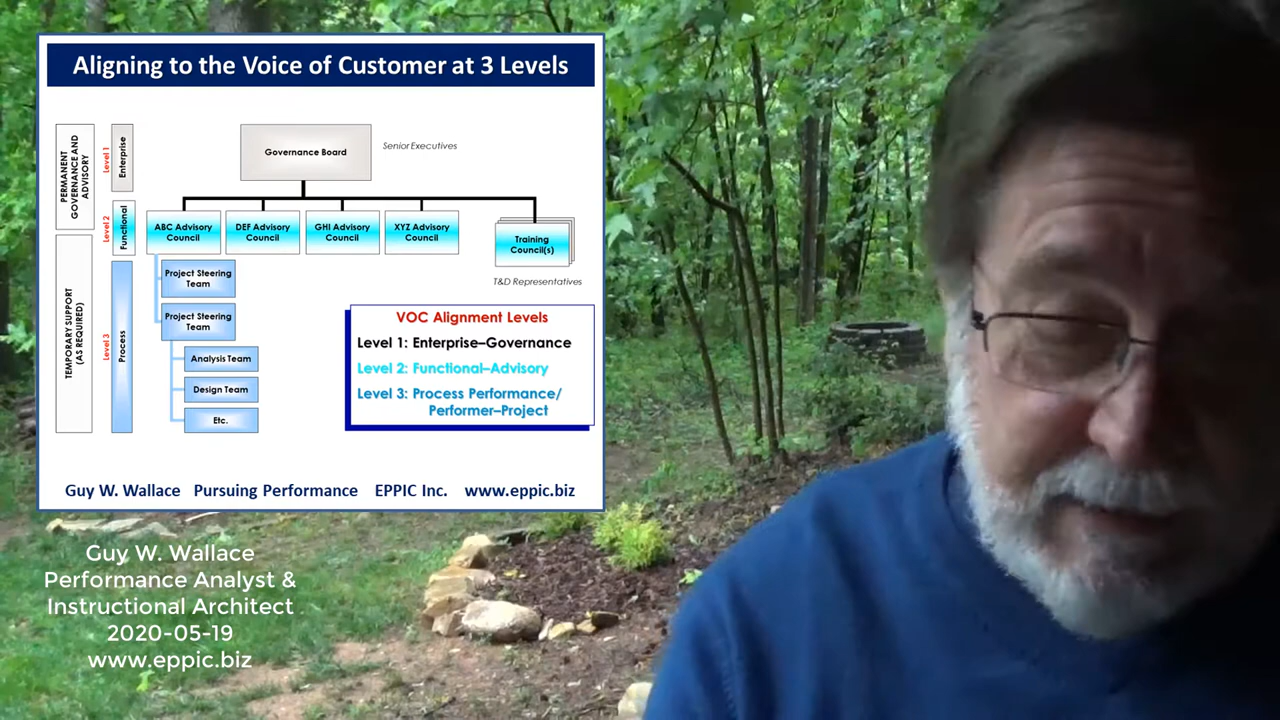 Aligning to the Voice of Customer at 3 Levels
PERMANENT
GOVERNANCE AND
ADVISORY
Level 1
Enterprise
Governance Board
Senior Executives
Level 2
Functional
ABC Advisory
Council
DEF Advisory
Council
GHI Advisory
Council
XYZ Advisory
Council
Training
Council(s)
T&D Representatives
TEMPORARY SUPPORT
(AS REQUIRED)
Level 3
Process
Project Steering
Team
Project Steering
Team
Analysis Team
Design Team
Etc.
VOC Alignment Levels
Level 1: Enterprise–Governance
Level 2: Functional–Advisory
Level 3: Process Performance/
Performer–Project
Guy W. Wallace Pursuing Performance EPPIC Inc. www.eppic.biz
Guy W. Wallace
Performance Analyst &
Instructional Architect
2020-05-19
www.eppic.biz